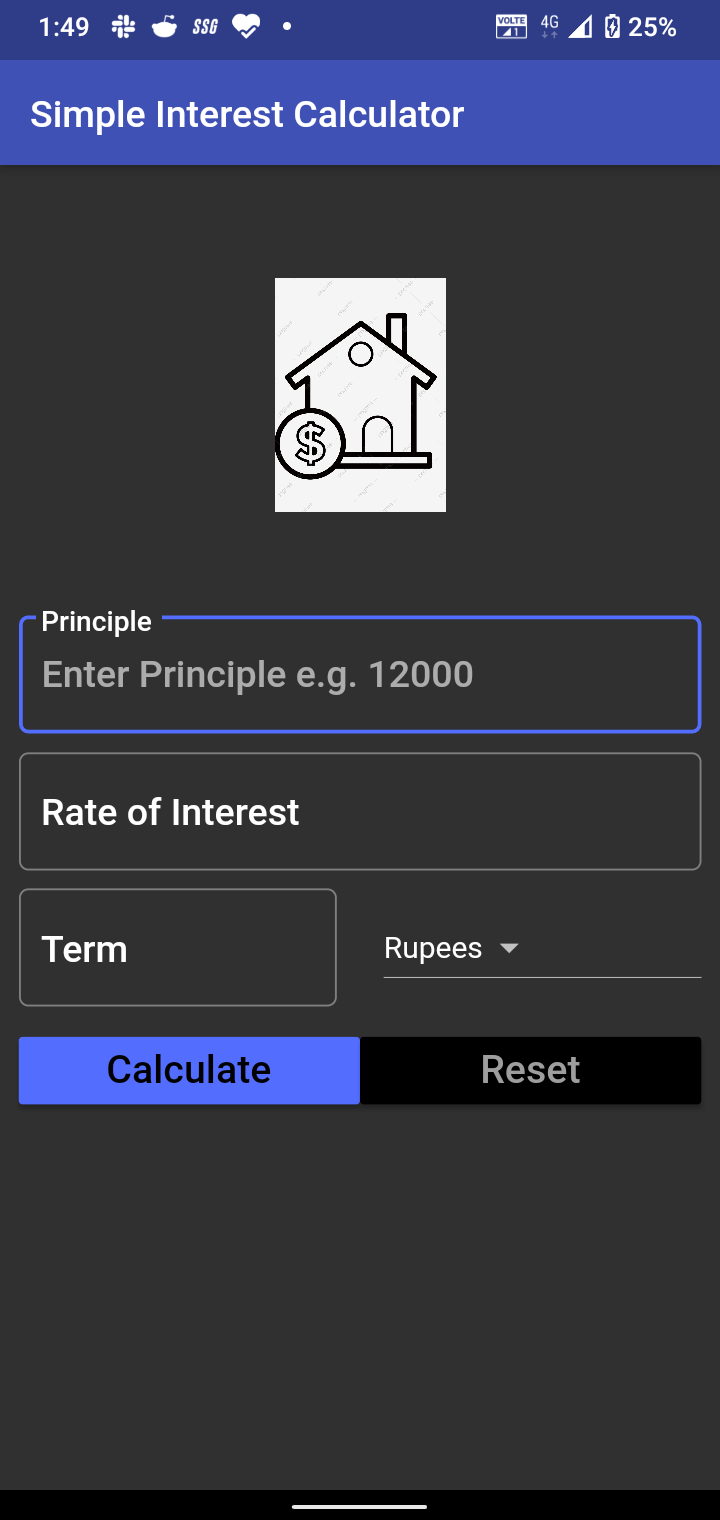 1:49 SSG VOLTE 1 4G 25%
Simple Interest Calculator
$
Principle
Enter Principle e.g. 12000
Rate of Interest
Term
Rupees
Calculate Reset